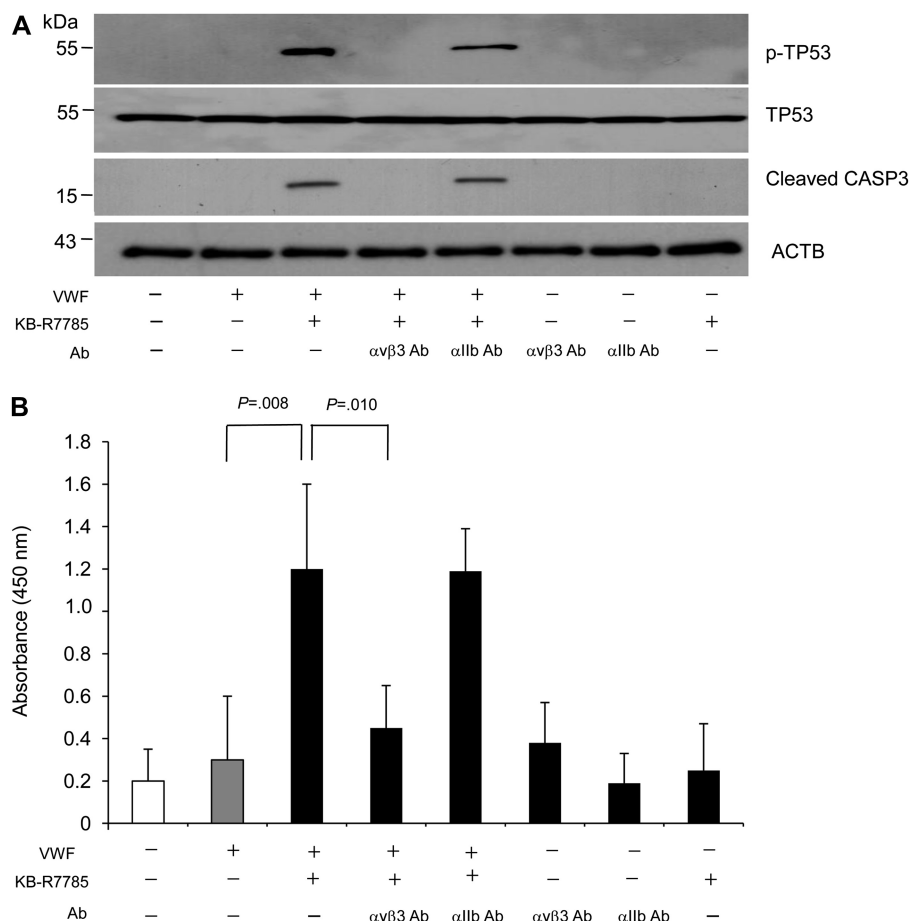 A
kDa
55 p-TP53
55 TP53
15 Cleaved CASP3
43 ACTB
VWF − + + + + − − −
KB-R7785 − − + + + − − +
Ab − − − αvβ3 Ab αIIb Ab αvβ3 Ab αIIb Ab −
B
P=.008 P=.010
1.8
1.6
1.4
1.2
1.0
0.8
0.6
0.4
0.2
0
Absorbance (450 nm)
VWF − + + + + − − −
KB-R7785 − − + + + − − +
Ab − − − αvβ3 Ab αIIb Ab αvβ3 Ab αIIb Ab −